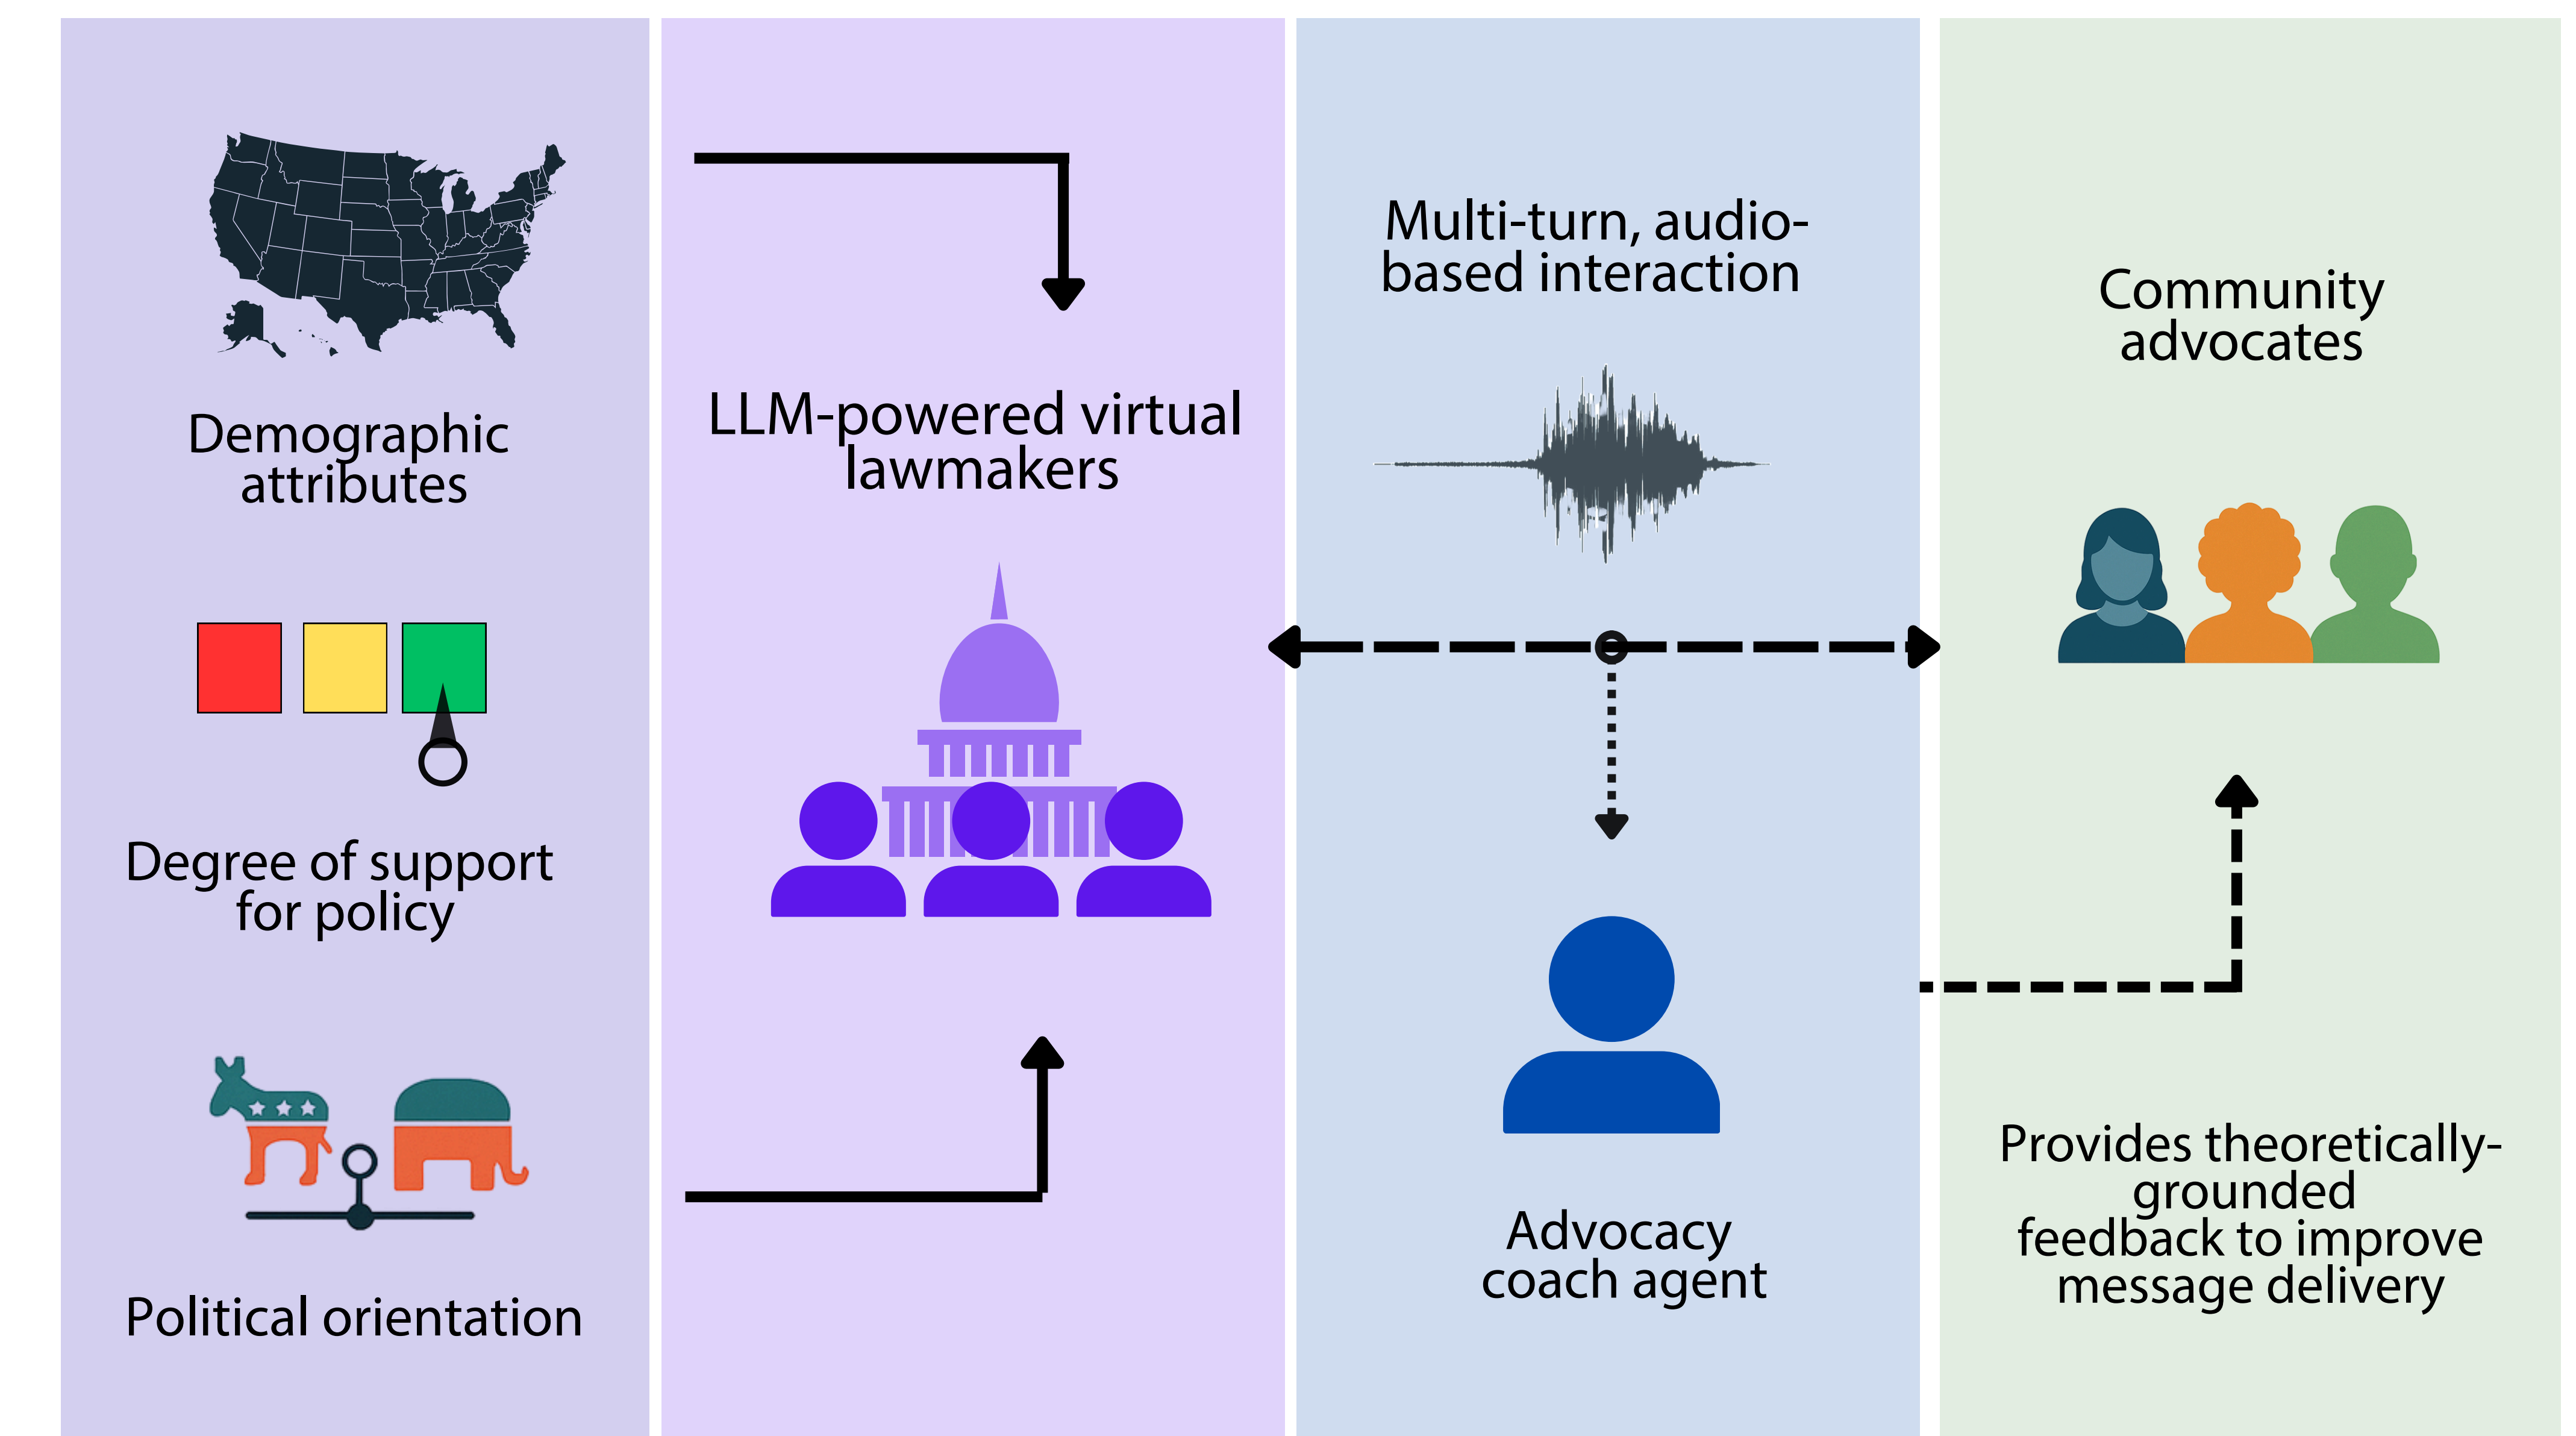 Demographic
attributes
Degree of support
for policy
Political orientation
LLM-powered virtual
lawmakers
Multi-turn, audio-
based interaction
Advocacy
coach agent
Community
advocates
Provides theoretically-
grounded
feedback to improve
message delivery